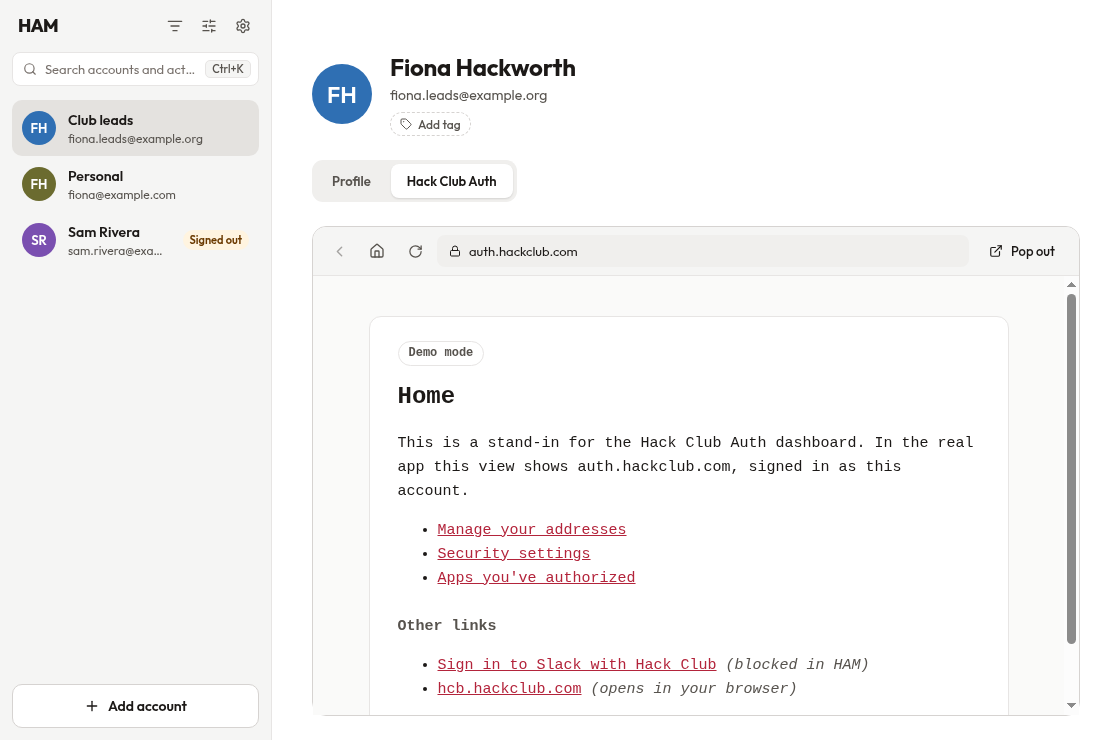 HAM
Search accounts and act... Ctrl+K
FH Club leads
fiona.leads@example.org
FH Personal
fiona@example.com
SR Sam Rivera
sam.rivera@exa... Signed out
Add account
FH Fiona Hackworth
fiona.leads@example.org
Add tag
Profile Hack Club Auth
auth.hackclub.com Pop out
Demo mode
Home
This is a stand-in for the Hack Club Auth dashboard. In the real
app this view shows auth.hackclub.com, signed in as this
account.
• Manage your addresses
• Security settings
• Apps you've authorized
Other links
• Sign in to Slack with Hack Club (blocked in HAM)
• hcb.hackclub.com (opens in your browser)